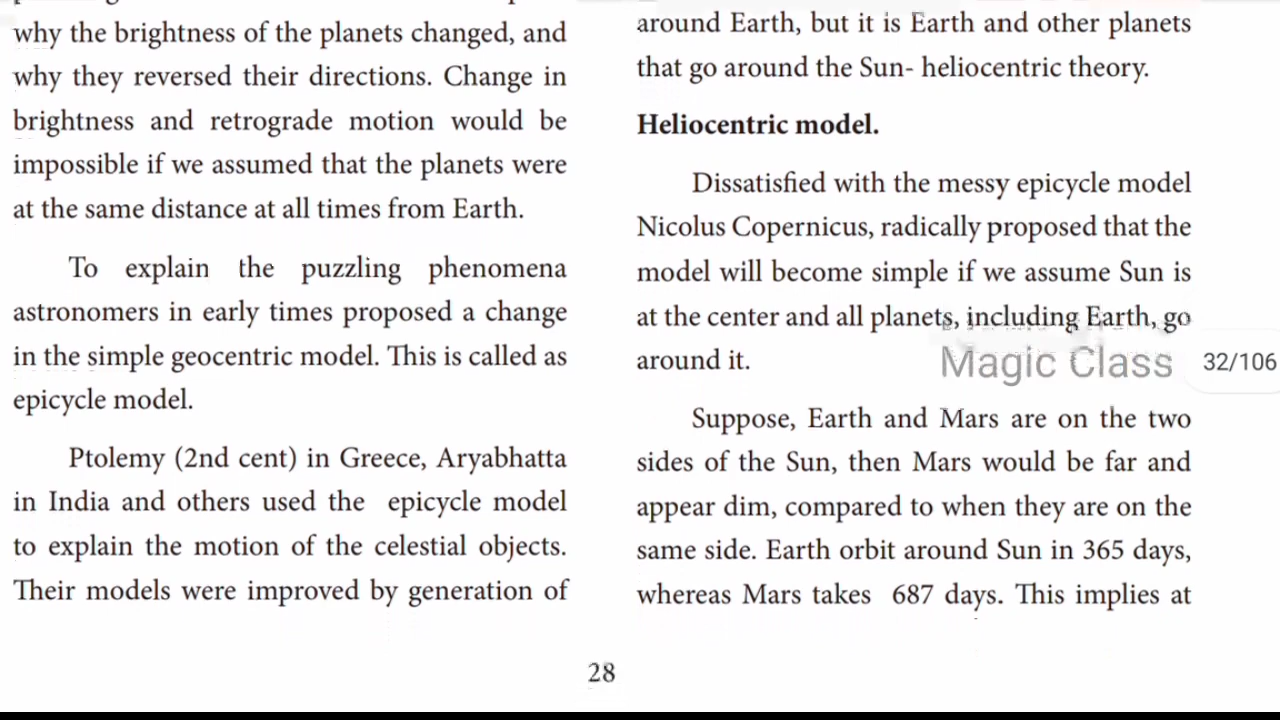 why the brightness of the planets changed, and
why they reversed their directions. Change in
brightness and retrograde motion would be
impossible if we assumed that the planets were
at the same distance at all times from Earth.
To explain the puzzling phenomena
astronomers in early times proposed a change
in the simple geocentric model. This is called as
epicycle model.
Ptolemy (2nd cent) in Greece, Aryabhatta
in India and others used the epicycle model
to explain the motion of the celestial objects.
Their models were improved by generation of
around Earth, but it is Earth and other planets
that go around the Sun- heliocentric theory.
Heliocentric model.
Dissatisfied with the messy epicycle model
Nicolus Copernicus, radically proposed that the
model will become simple if we assume Sun is
at the center and all planets, including Earth, go
around it.
Magic Class
32/106
Suppose, Earth and Mars are on the two
sides of the Sun, then Mars would be far and
appear dim, compared to when they are on the
same side. Earth orbit around Sun in 365 days,
whereas Mars takes 687 days. This implies at
28